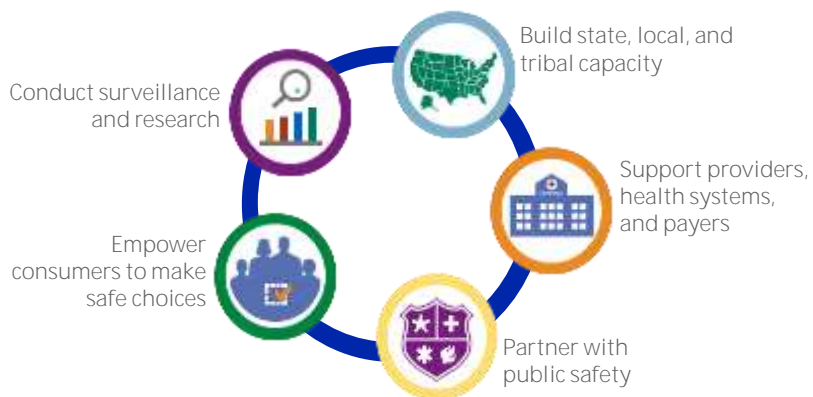 Conduct surveillance
and research
Build state, local, and
tribal capacity
Support providers,
health systems,
and payers
Partner with
public safety
Empower
consumers to make
safe choices